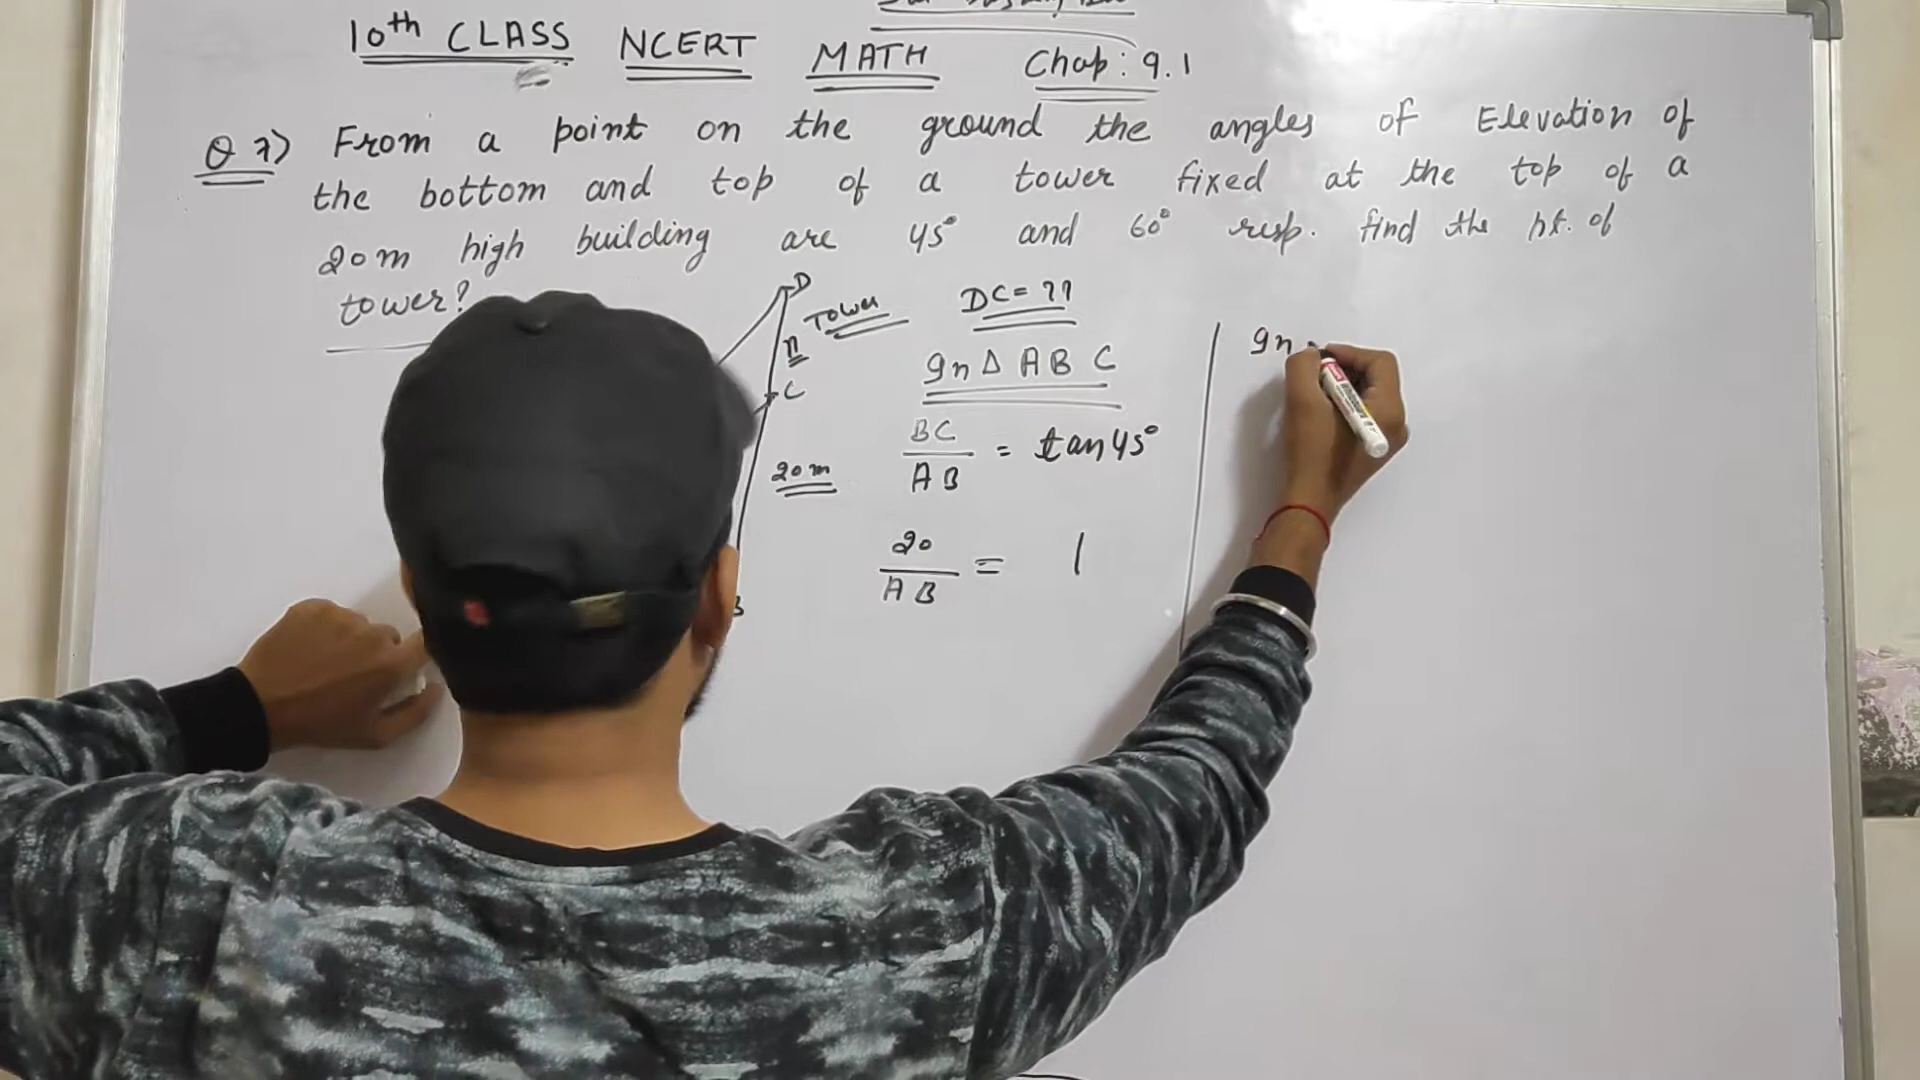 10th CLASS NCERT MATH Chap: 9.1
Q 7) From a point on the ground the angles of Elevation of
the bottom and top of a tower fixed at the top of a
20m high building are 45° and 60° resp. find the ht. of
tower?
D
Tower
h
C
20m
B
DC = ??
In Δ ABC
BC
AB
= tan 45°
20
AB
= 1
In